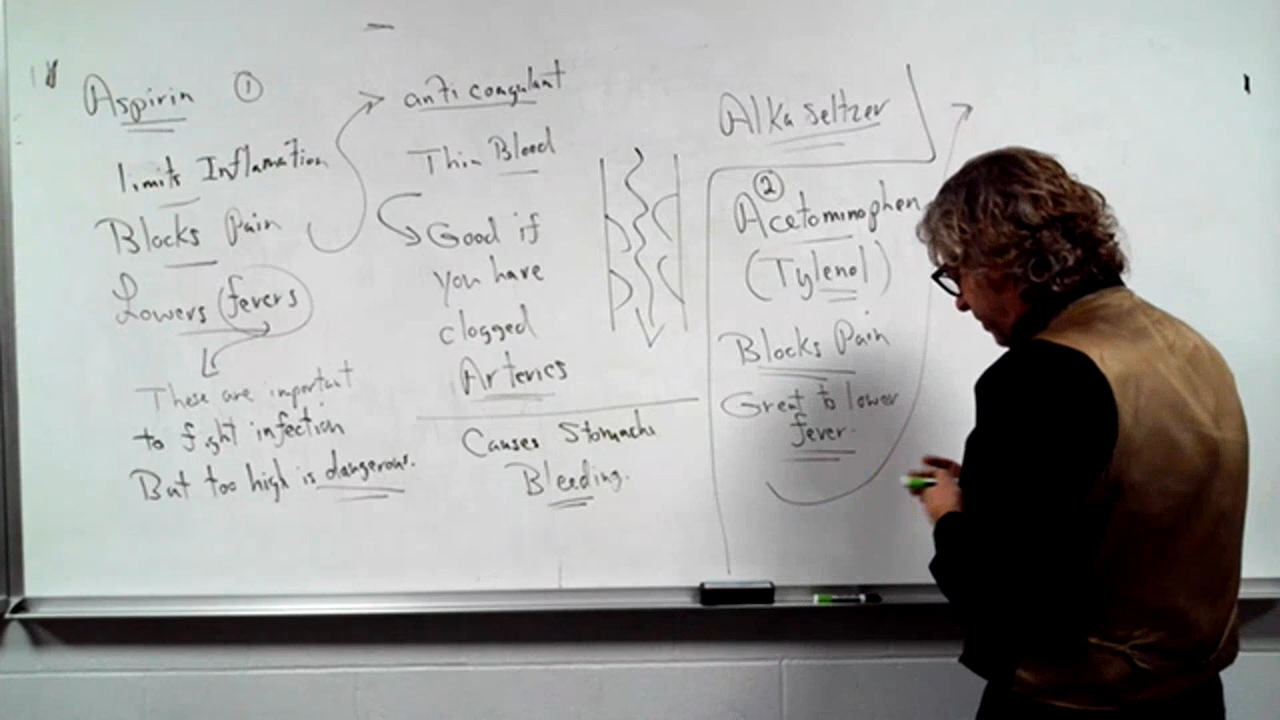 Aspirin ①
limits Inflamation
Blocks Pain
Lowers (fevers
These are important
to fight infection
But too high is dangerous.
anti coagulant
Thin Blood
Good if
you have
clogged
Arteries
Causes Stomache
Bleeding.
Alka Seltzer
②
Acetominophen
(Tylenol)
Blocks Pain
Great to lower
fever.